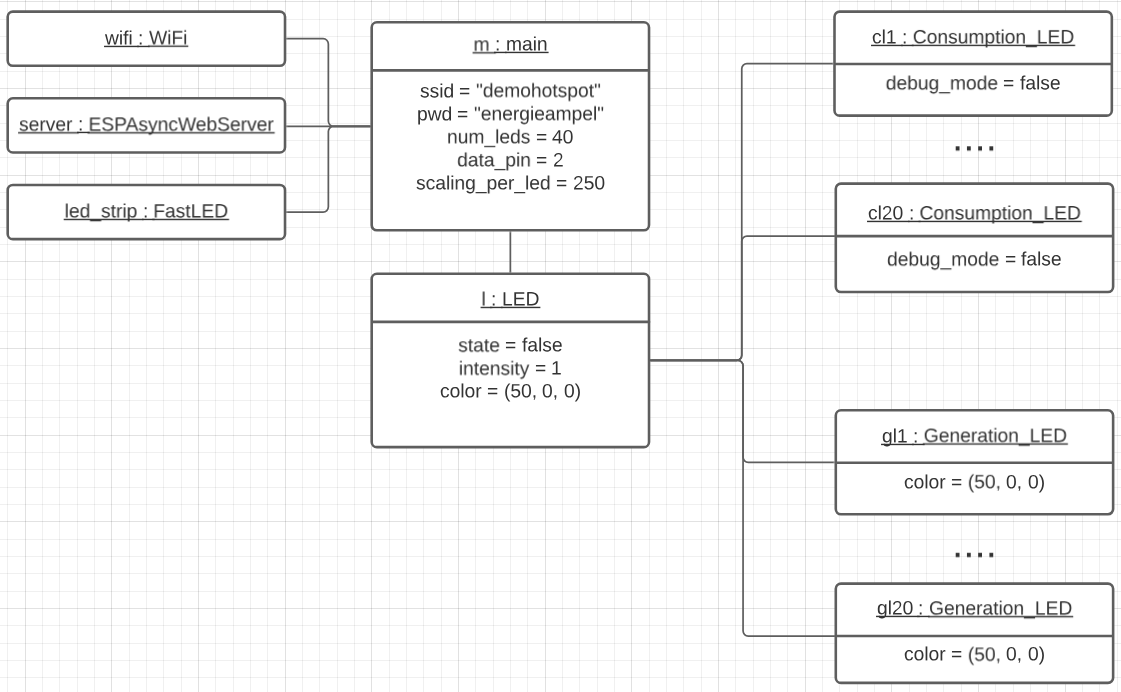 wifi : WiFi
server : ESPAsyncWebServer
led_strip : FastLED
m : main
ssid = "demohotspot"
pwd = "energieampel"
num_leds = 40
data_pin = 2
scaling_per_led = 250
l : LED
state = false
intensity = 1
color = (50, 0, 0)
cl1 : Consumption_LED
debug_mode = false
....
cl20 : Consumption_LED
debug_mode = false
gl1 : Generation_LED
color = (50, 0, 0)
....
gl20 : Generation_LED
color = (50, 0, 0)